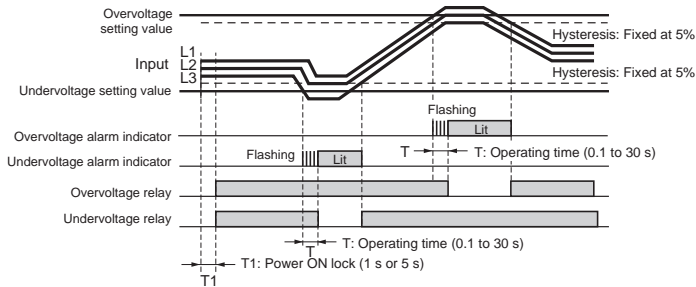 Overvoltage
setting value
Hysteresis: Fixed at 5%
L1
Input
L2
L3
Hysteresis: Fixed at 5%
Undervoltage setting value
Flashing
Overvoltage alarm indicator
Lit
T
T: Operating time (0.1 to 30 s)
Undervoltage alarm indicator
Flashing
Lit
Overvoltage relay
Undervoltage relay
T
T: Operating time (0.1 to 30 s)
T1: Power ON lock (1 s or 5 s)
T1